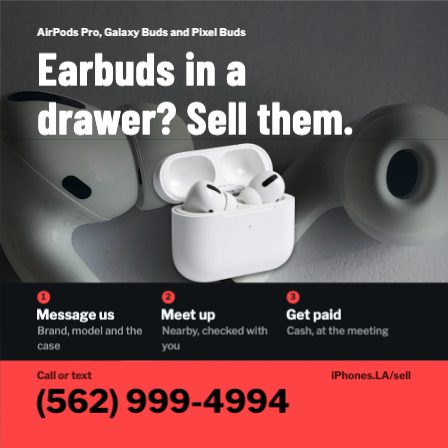 AirPods Pro, Galaxy Buds and Pixel Buds
Earbuds in a
drawer? Sell them.
1
Message us
Brand, model and the
case
2
Meet up
Nearby, checked with
you
3
Get paid
Cash, at the meeting
Call or text
(562) 999-4994
iPhones.LA/sell